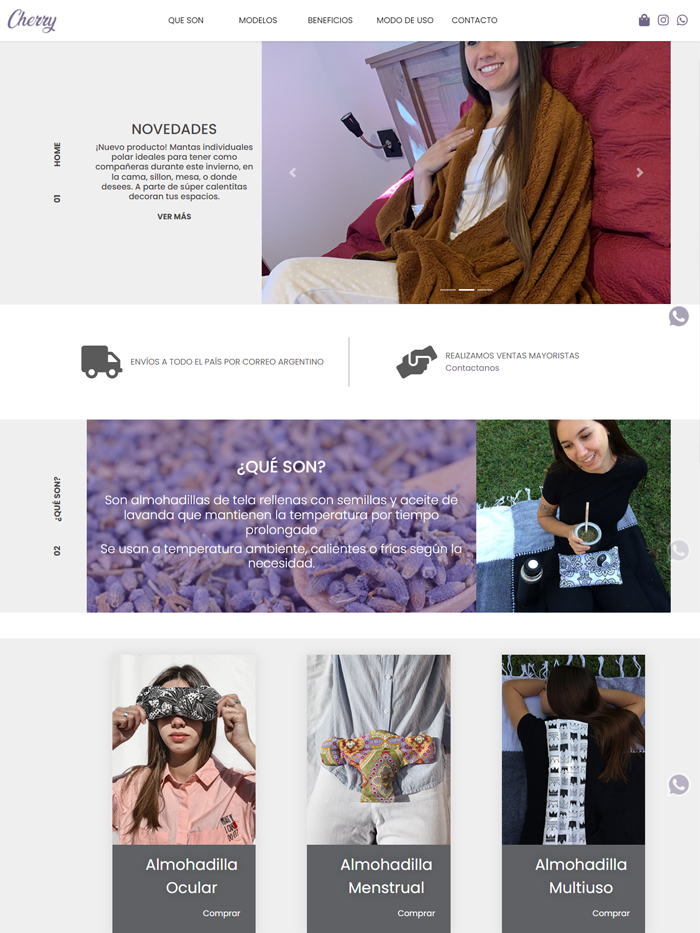 Cherry
QUE SON
MODELOS
BENEFICIOS
MODO DE USO
CONTACTO
HOME
01
NOVEDADES
¡Nuevo producto! Mantas individuales
polar ideales para tener como
compañeras durante este invierno, en
la cama, sillon, mesa, o donde
desees. A parte de súper calentitas
decoran tus espacios.
VER MÁS
ENVÍOS A TODO EL PAÍS POR CORREO ARGENTINO
REALIZAMOS VENTAS MAYORISTAS
Contactanos
¿QUÉ SON?
02
¿QUÉ SON?
Son almohadillas de tela rellenas con semillas y aceite de
lavanda que mantienen la temperatura por tiempo
prolongado
Se usan a temperatura ambiente, calientes o frías según la
necesidad.
Almohadilla
Ocular
Comprar
Almohadilla
Menstrual
Comprar
Almohadilla
Multiuso
Comprar